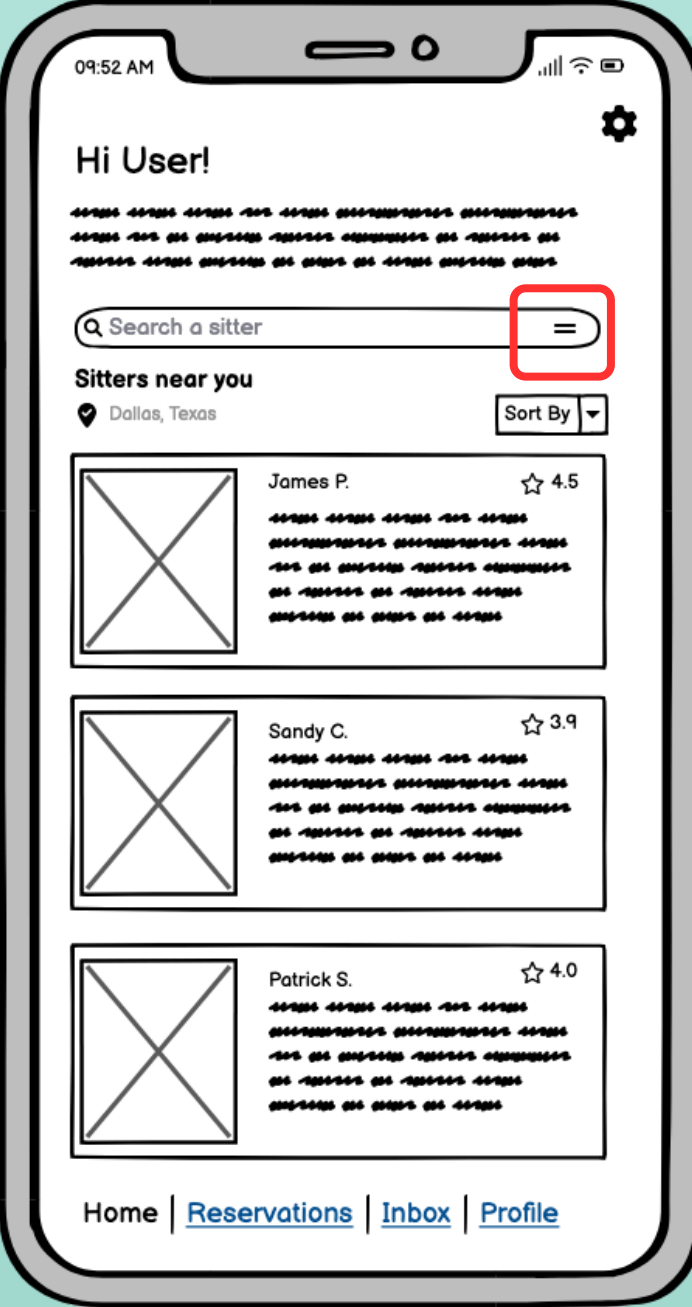 09:52 AM
Hi User!
Search a sitter
Sitters near you
Dallas, Texas
Sort By
James P.
4.5
Sandy C.
3.9
Patrick S.
4.0
Home | Reservations | Inbox | Profile